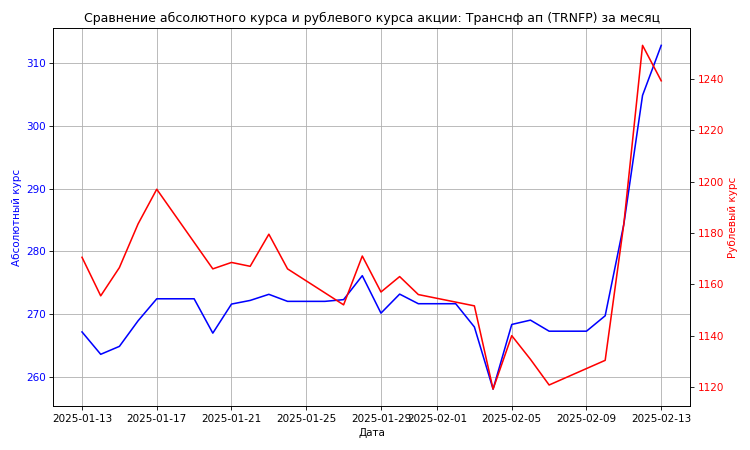 Сравнение абсолютного курса и рублевого курса акции: Транснф ап (TRNFP) за месяц
310
300
290
280
270
260
Абсолютный курс
1240
1220
1200
1180
1160
1140
1120
Рублевый курс
2025-01-13 2025-01-17 2025-01-21 2025-01-25 2025-01-29 2025-02-01 2025-02-05 2025-02-09 2025-02-13
Дата